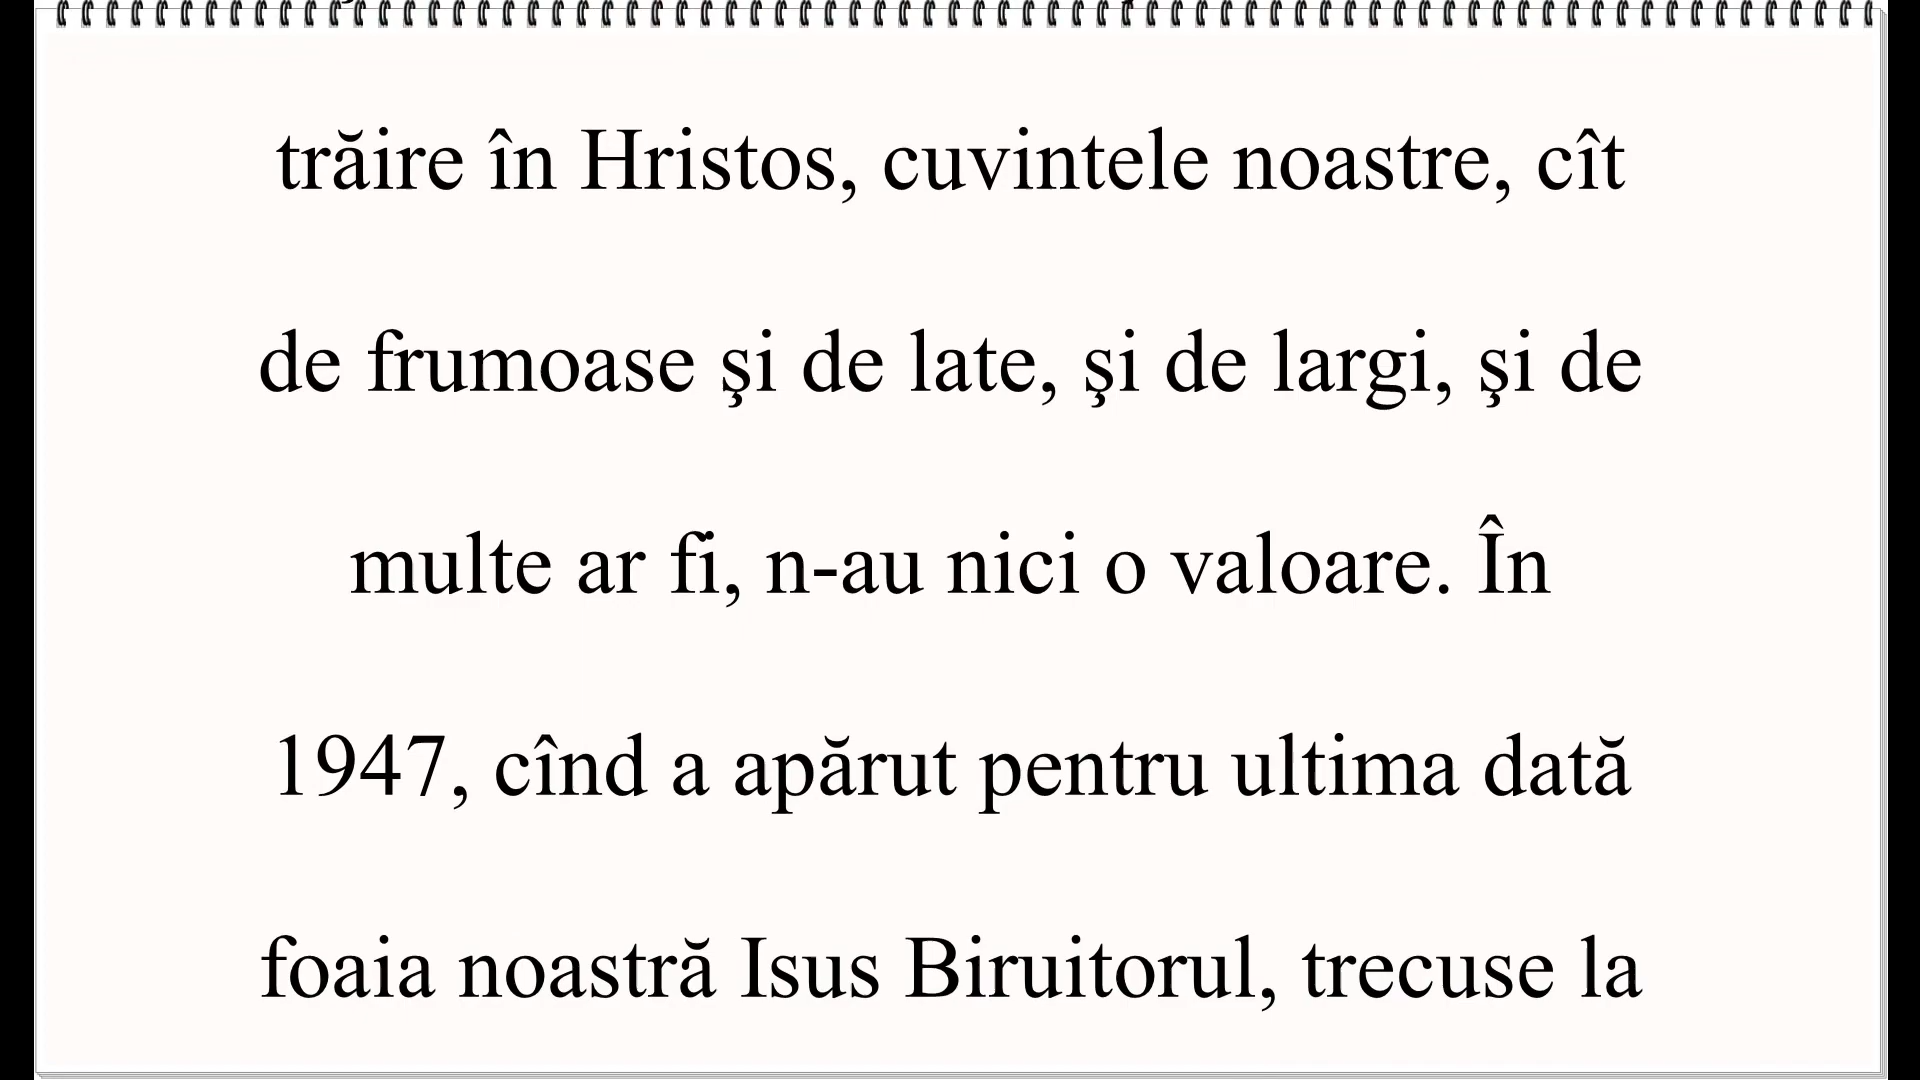 trăire în Hristos, cuvintele noastre, cît
de frumoase şi de late, şi de largi, şi de
multe ar fi, n-au nici o valoare. În
1947, cînd a apărut pentru ultima dată
foaia noastră Isus Biruitorul, trecuse la